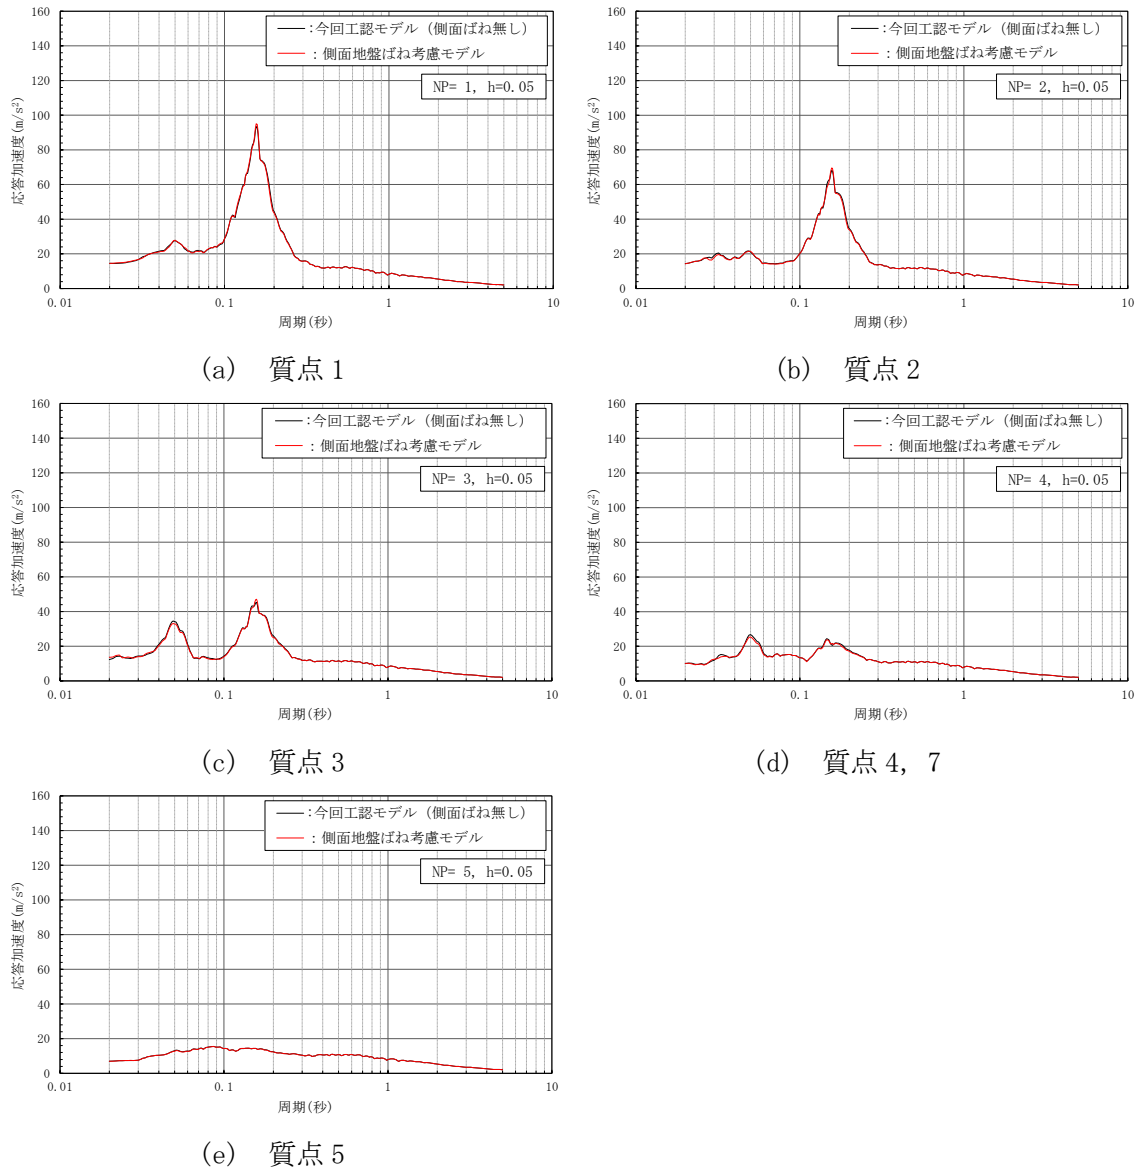 160
140
120
100
80
60
40
20
0
応答加速度(m/s²)
—:今回工認モデル (側面ばね無し)
—:側面地盤ばね考慮モデル
NP= 1, h=0.05
0.01 0.1 1 10
周期(秒)
(a) 質点1
160
140
120
100
80
60
40
20
0
応答加速度(m/s²)
—:今回工認モデル (側面ばね無し)
—:側面地盤ばね考慮モデル
NP= 2, h=0.05
0.01 0.1 1 10
周期(秒)
(b) 質点2
160
140
120
100
80
60
40
20
0
応答加速度(m/s²)
—:今回工認モデル (側面ばね無し)
—:側面地盤ばね考慮モデル
NP= 3, h=0.05
0.01 0.1 1 10
周期(秒)
(c) 質点3
160
140
120
100
80
60
40
20
0
応答加速度(m/s²)
—:今回工認モデル (側面ばね無し)
—:側面地盤ばね考慮モデル
NP= 4, h=0.05
0.01 0.1 1 10
周期(秒)
(d) 質点4, 7
160
140
120
100
80
60
40
20
0
応答加速度(m/s²)
—:今回工認モデル (側面ばね無し)
—:側面地盤ばね考慮モデル
NP= 5, h=0.05
0.01 0.1 1 10
周期(秒)
(e) 質点5